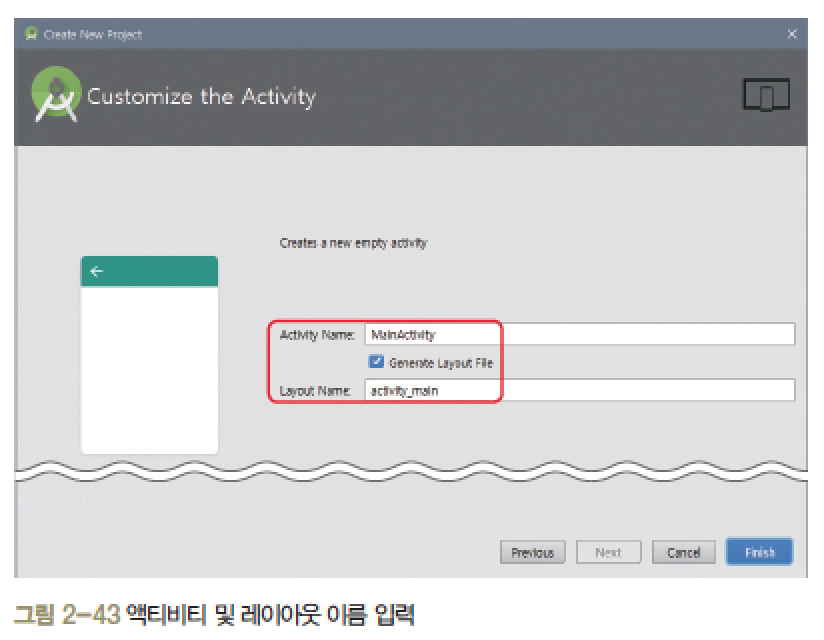 Create New Project
Customize the Activity
Creates a new empty activity
Activity Name: MainActivity
Generate Layout File
Layout Name: activity_main
Previous Next Cancel Finish
그림 2-43 액티비티 및 레이아웃 이름 입력